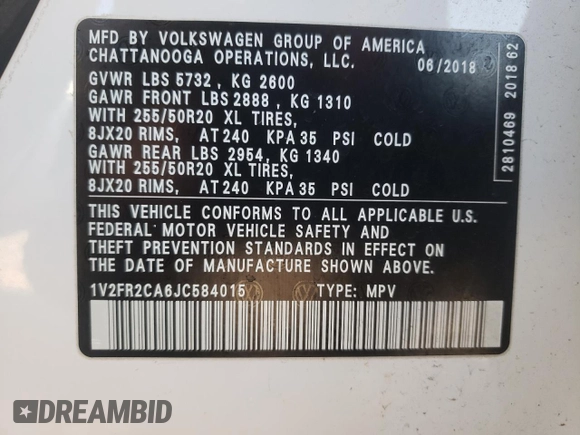 MFD BY VOLKSWAGEN GROUP OF AMERICA
CHATTANOOGA OPERATIONS, LLC. 06/2018
GVWR LBS 5732 , KG 2600
GAWR FRONT LBS 2888 , KG 1310
WITH 255/50R20 XL TIRES,
8JX20 RIMS, AT 240 KPA 35 PSI COLD
GAWR REAR LBS 2954, KG 1340
WITH 255/50R20 XL TIRES,
8JX20 RIMS, AT 240 KPA 35 PSI COLD
THIS VEHICLE CONFORMS TO ALL APPLICABLE U.S.
FEDERAL MOTOR VEHICLE SAFETY AND
THEFT PREVENTION STANDARDS IN EFFECT ON
THE DATE OF MANUFACTURE SHOWN ABOVE.
1V2FR2CA6JC584015 TYPE: MPV
2810469 2018 62
DREAMBID